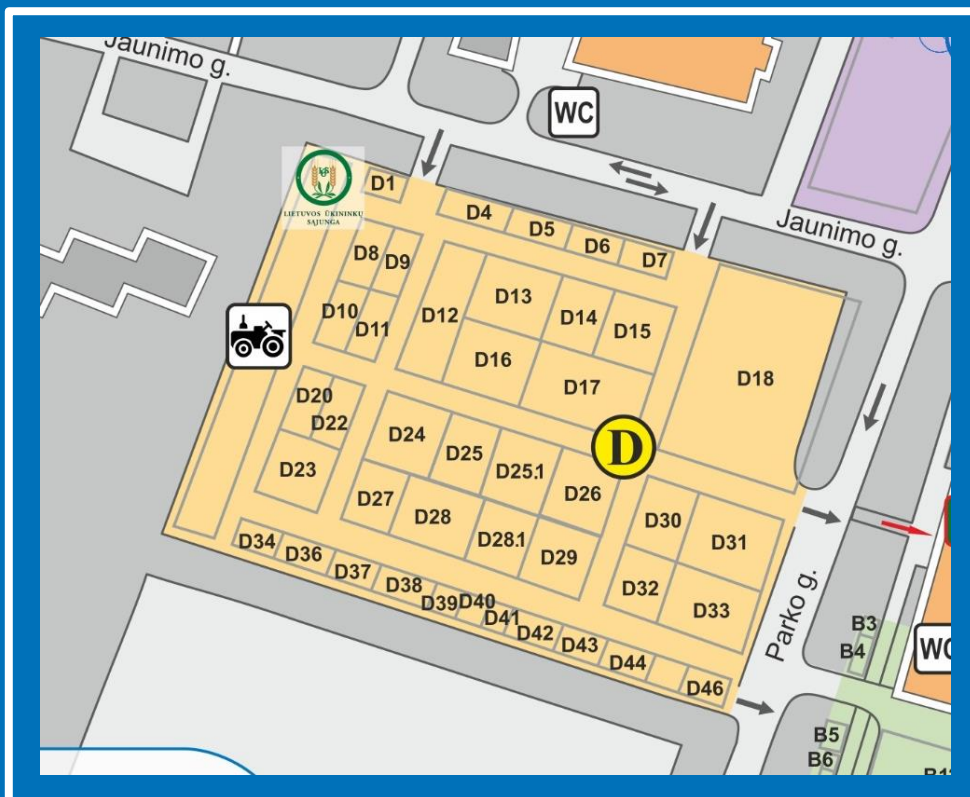 Jaunimo g.
WC
LIETUVOS ŪKININKŲ
SĄJUNGA
D1
D4
D5
D6
D7
Jaunimo g.
D8
D9
D10
D11
D12
D13
D14
D15
D16
D17
D18
D20
D22
D23
D24
D25
D25.1
D26
D
D27
D28
D28.1
D29
D30
D31
D32
D33
D34
D36
D37
D38
D39
D40
D41
D42
D43
D44
D46
Parko g.
B3
B4
WC
B5
B6